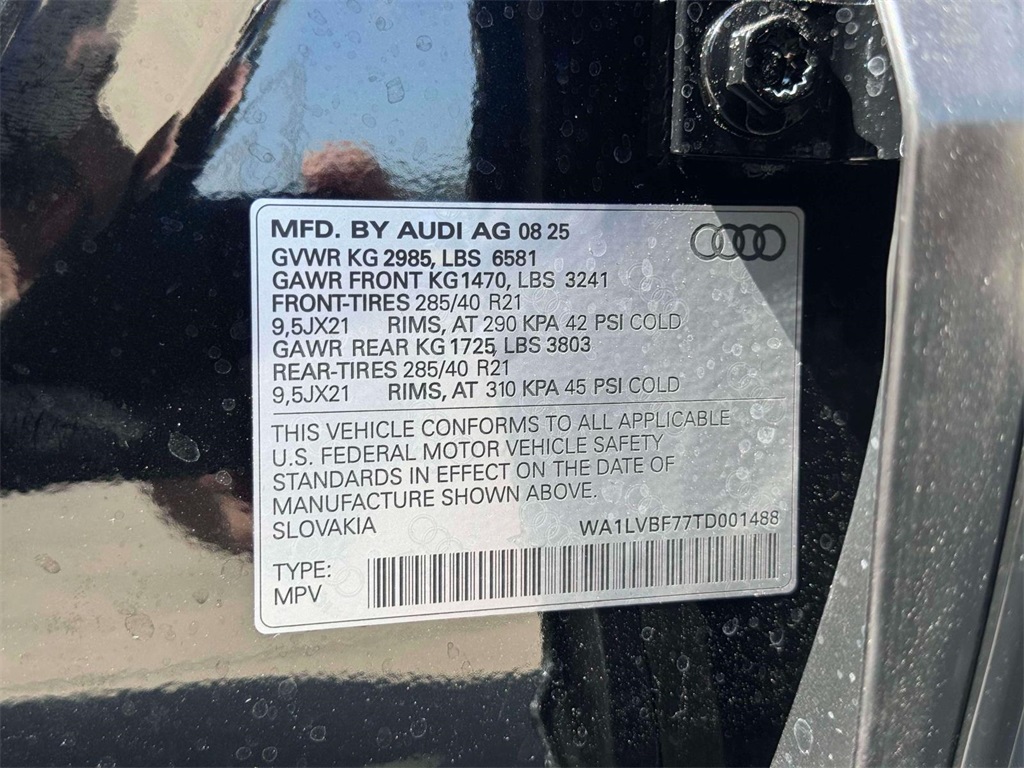 MFD. BY AUDI AG 08 25
GVWR KG 2985, LBS 6581
GAWR FRONT KG1470, LBS 3241
FRONT-TIRES 285/40 R21
9,5JX21 RIMS, AT 290 KPA 42 PSI COLD
GAWR REAR KG 1725, LBS 3803
REAR-TIRES 285/40 R21
9,5JX21 RIMS, AT 310 KPA 45 PSI COLD
THIS VEHICLE CONFORMS TO ALL APPLICABLE
U.S. FEDERAL MOTOR VEHICLE SAFETY
STANDARDS IN EFFECT ON THE DATE OF
MANUFACTURE SHOWN ABOVE.
SLOVAKIA WA1LVBF77TD001488
TYPE:
MPV